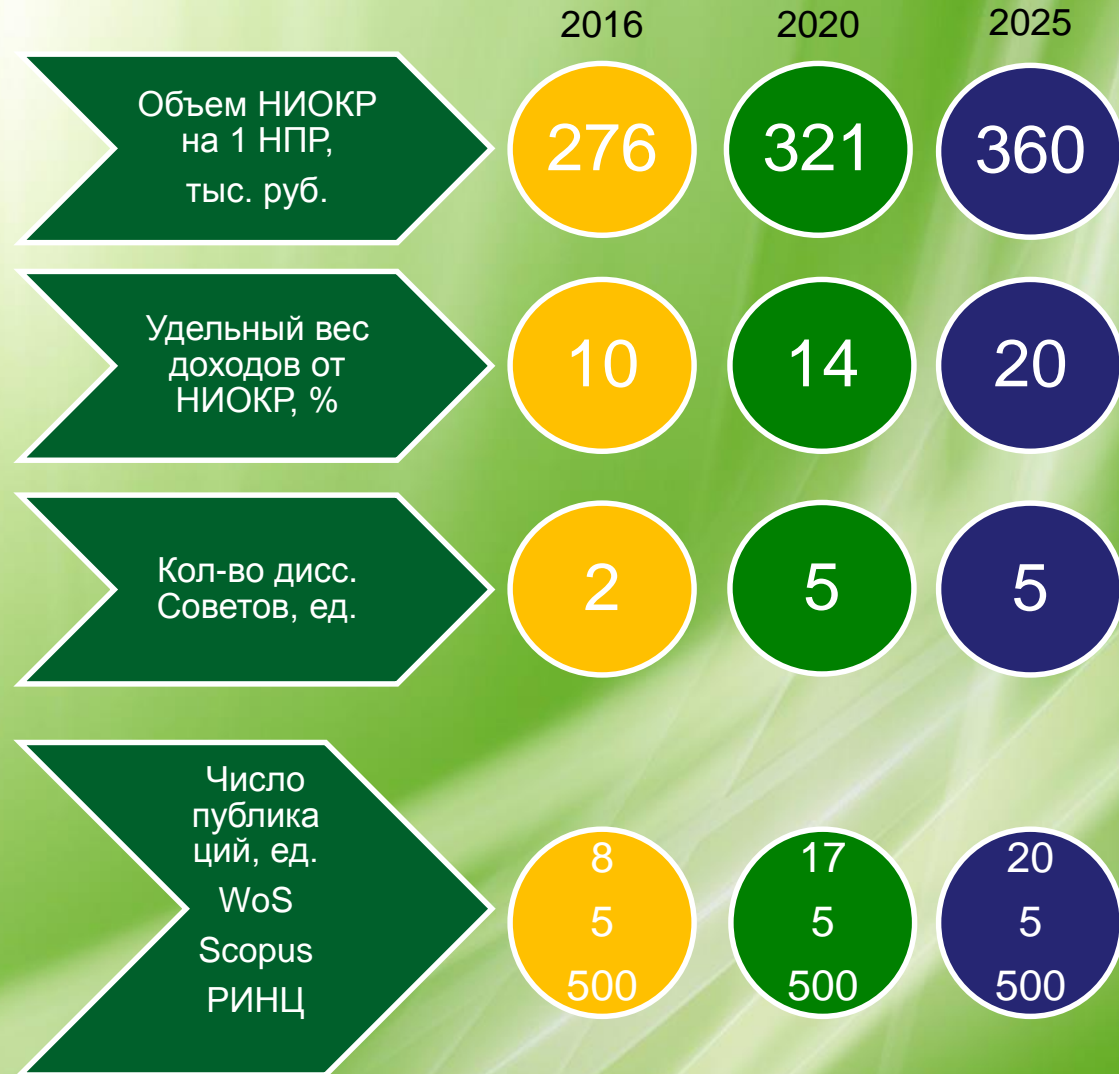 2016 2020 2025
Объем НИОКР
на 1 НПР,
тыс. руб.
276 321 360
Удельный вес
доходов от
НИОКР, %
10 14 20
Кол-во дисс.
Советов, ед.
2 5 5
Число
публика
ций, ед.
WoS
Scopus
РИНЦ
8 17 20
5 5 5
500 500 500